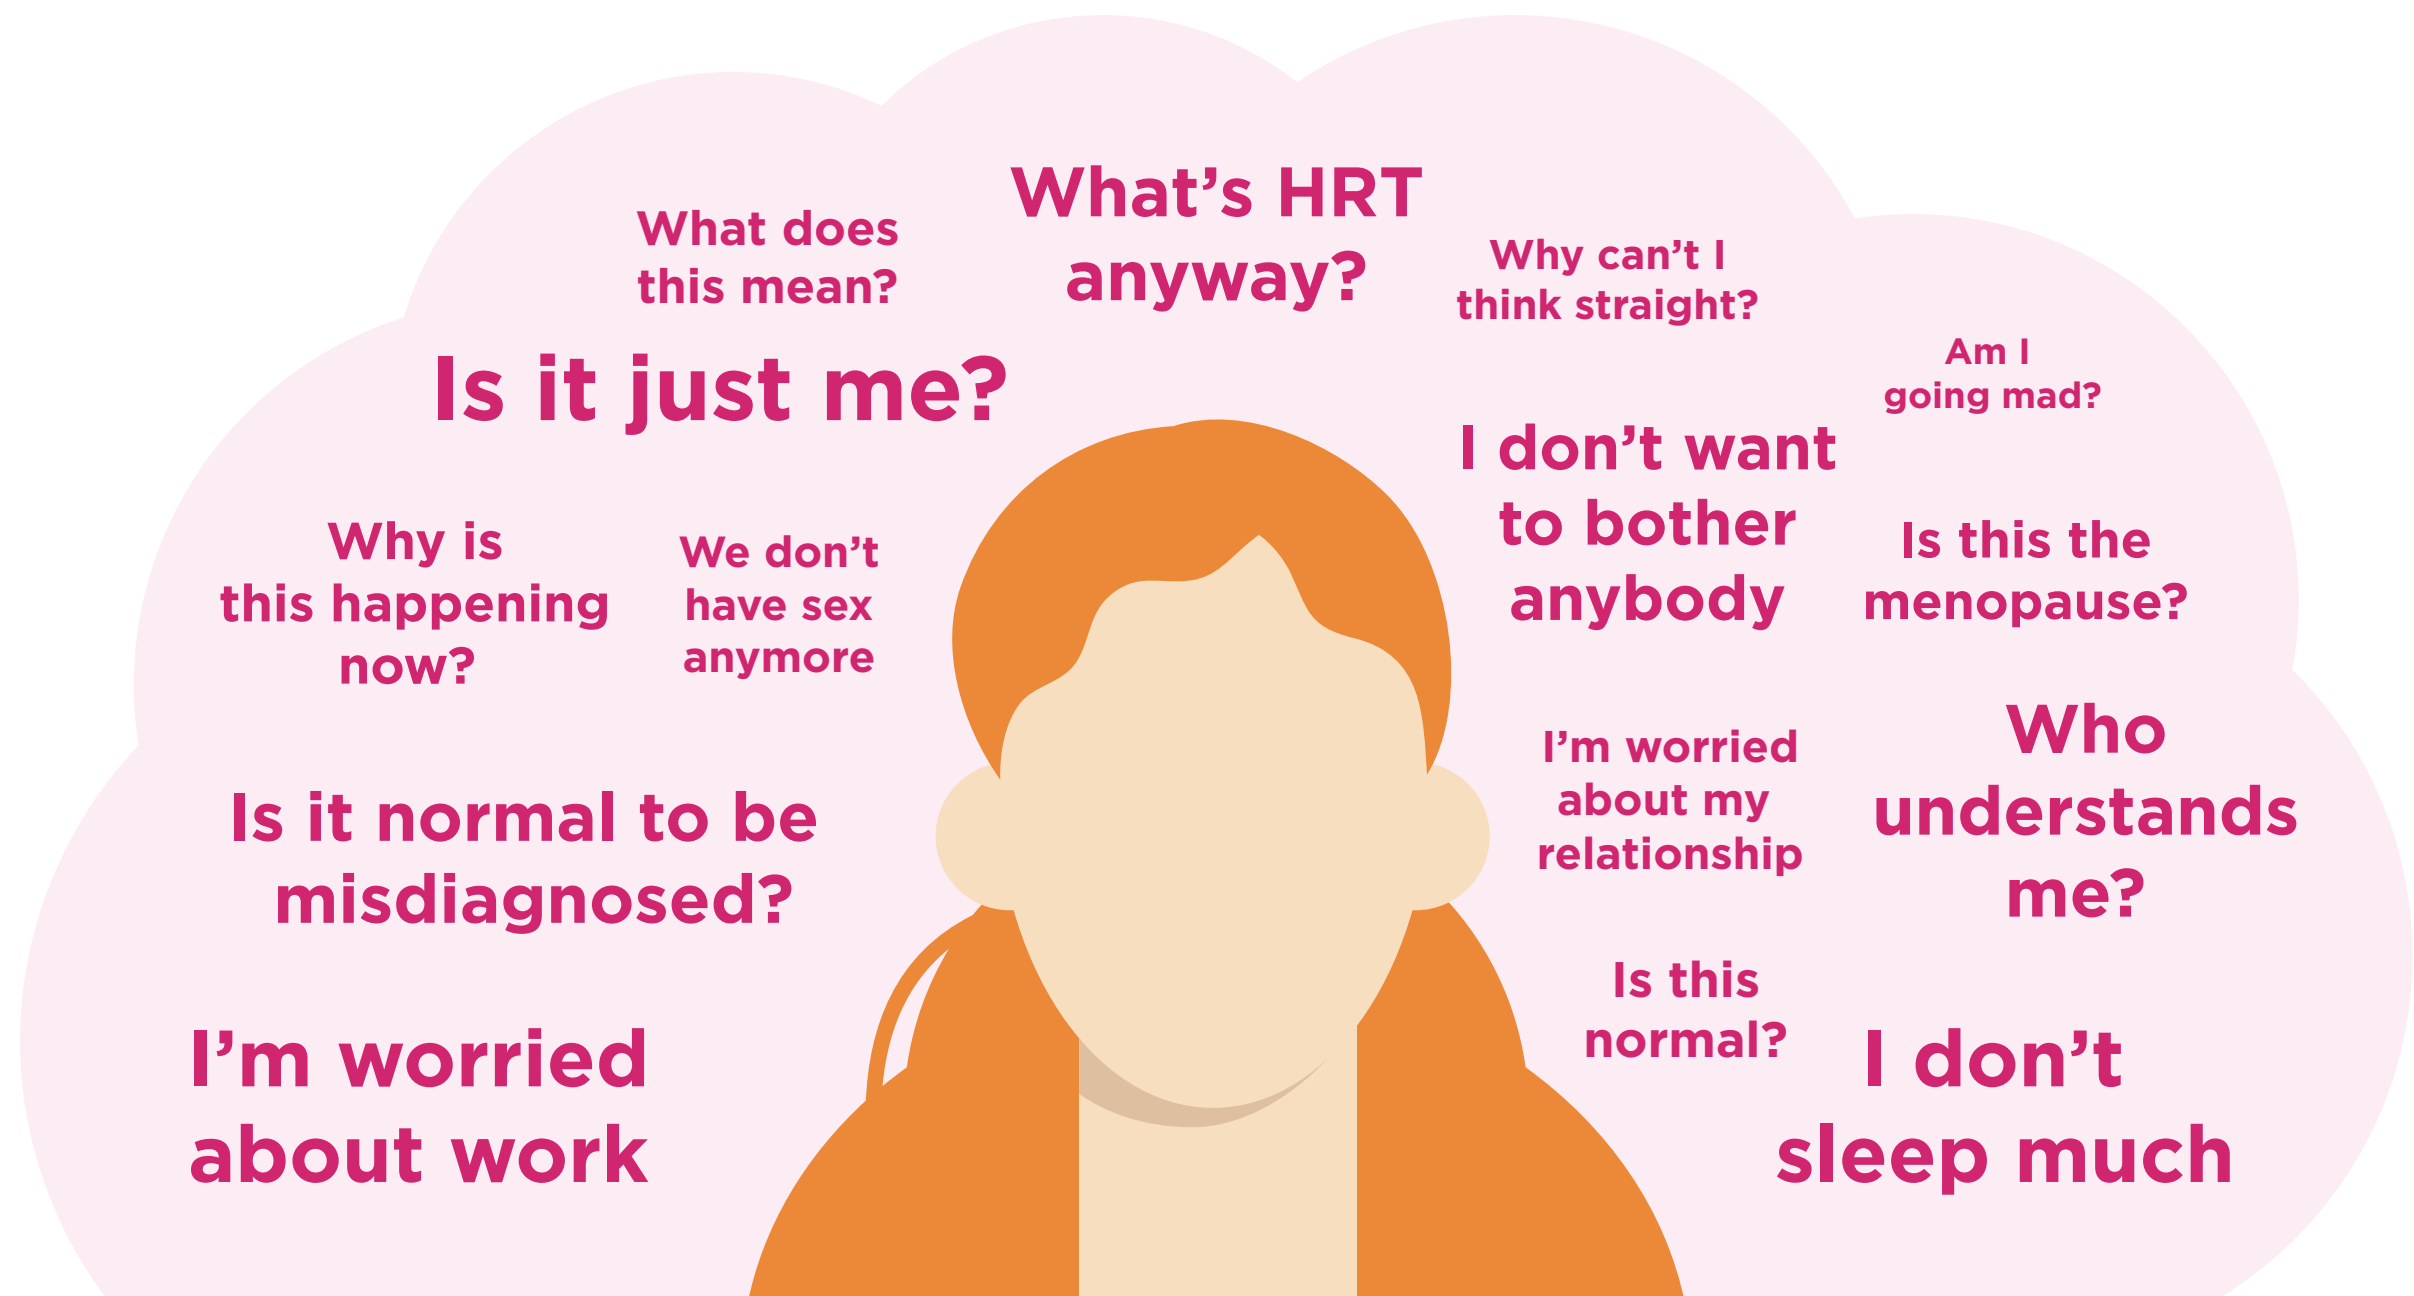 What does
this mean?
What's HRT
anyway?
Why can't I
think straight?
Am I
going mad?
Is it just me?
I don't want
to bother
anybody
Why is
this happening
now?
We don't
have sex
anymore
Is this the
menopause?
Is it normal to be
misdiagnosed?
I'm worried
about my
relationship
Who
understands
me?
I'm worried
about work
Is this
normal?
I don't
sleep much